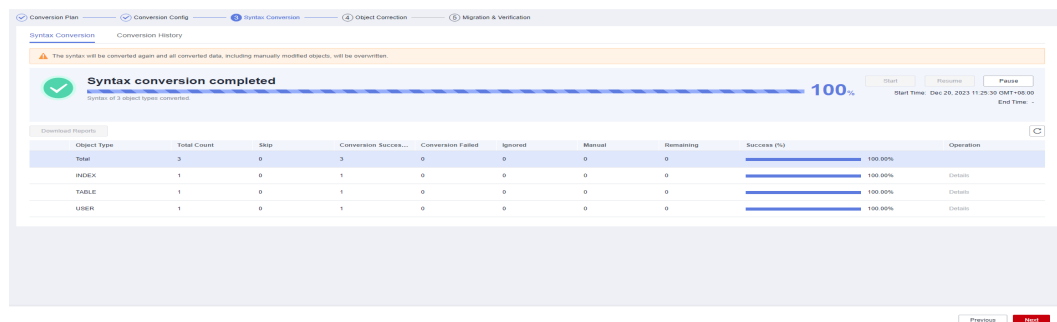 Conversion Plan Conversion Config 3 Syntax Conversion 4 Object Correction 5 Migration & Verification
Syntax Conversion Conversion History
The syntax will be converted again and all converted data, including manually modified objects, will be overwritten.
Syntax conversion completed
100%
Syntax of 3 object types converted.
Start Resume Pause
Start Time: Dec 20, 2023 11:25:30 GMT+08:00
End Time: -
Download Reports
Object Type Total Count Skip Conversion Succes... Conversion Failed Ignored Manual Remaining Success (%) Operation
Total 3 0 3 0 0 0 0 100.00%
INDEX 1 0 1 0 0 0 0 100.00% Details
TABLE 1 0 1 0 0 0 0 100.00% Details
USER 1 0 1 0 0 0 0 100.00% Details
Previous Next